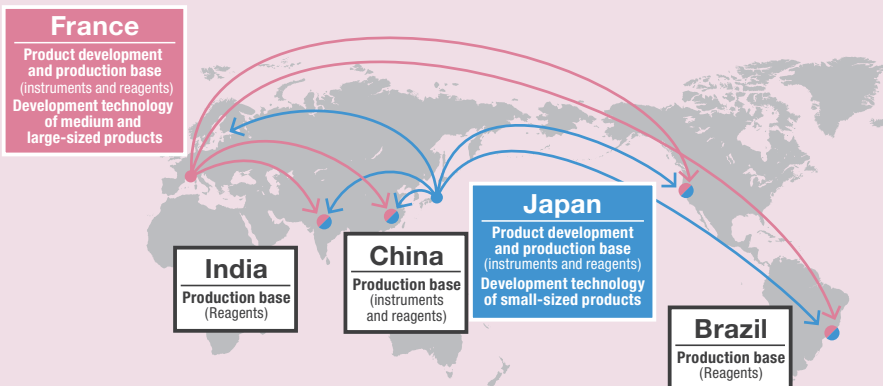 France
Product development
and production base
(instruments and reagents)
Development technology
of medium and
large-sized products
India
Production base
(Reagents)
China
Production base
(instruments
and reagents)
Japan
Product development
and production base
(instruments and reagents)
Development technology
of small-sized products
Brazil
Production base
(Reagents)